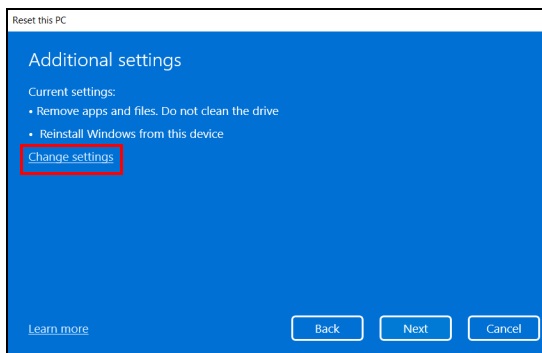 Reset this PC
Additional settings
Current settings:
▪ Remove apps and files. Do not clean the drive
▪ Reinstall Windows from this device
Change settings
Learn more
Back
Next
Cancel